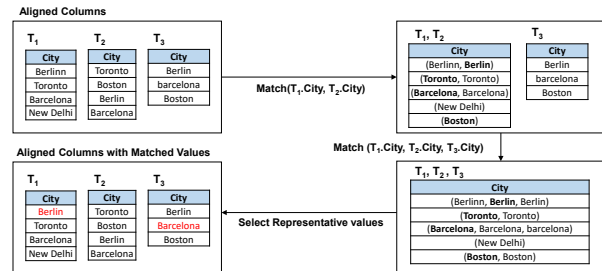 Aligned Columns
T1
T2
T3
City
City
City
Berlinn
Toronto
Berlin
Toronto
Boston
barcelona
Barcelona
Berlin
Boston
New Delhi
Barcelona
Match(T1.City, T2.City)
T1, T2
T3
City
City
(Berlinn, Berlin)
Berlin
(Toronto, Toronto)
barcelona
(Barcelona, Barcelona)
Boston
(New Delhi)
(Boston)
Match (T1.City, T2.City, T3.City)
T1, T2 , T3
City
(Berlinn, Berlin, Berlin)
(Toronto, Toronto)
(Barcelona, Barcelona, barcelona)
(New Delhi)
(Boston, Boston)
Select Representative values
Aligned Columns with Matched Values
T1
T2
T3
City
City
City
Berlin
Toronto
Berlin
Toronto
Boston
Barcelona
Barcelona
Berlin
Boston
New Delhi
Barcelona